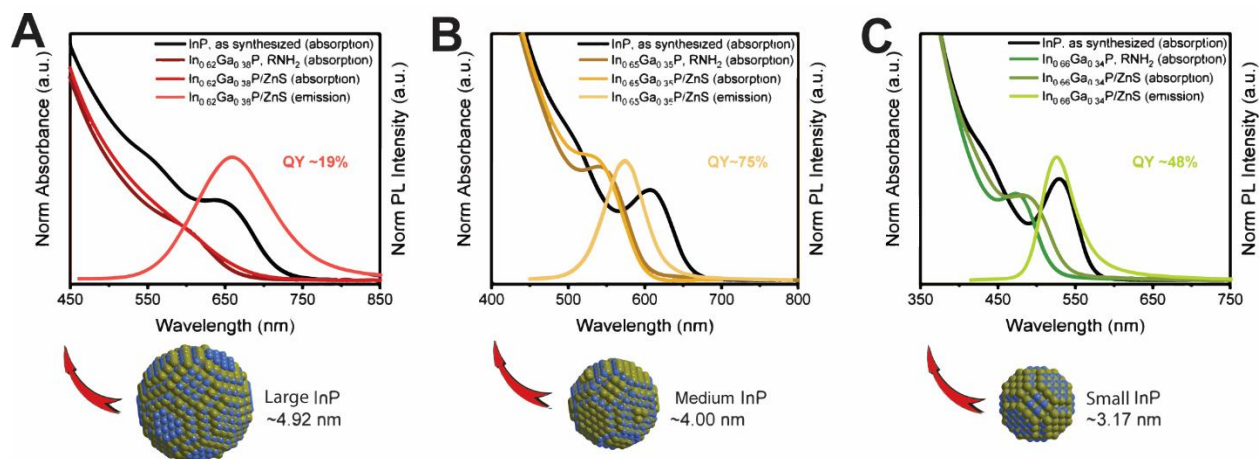 A
Norm Absorbance (a.u.)
InP, as synthesized (absorption)
In0.62Ga0.38P, RNH2 (absorption)
In0.62Ga0.38P/ZnS (absorption)
In0.62Ga0.38P/ZnS (emission)
QY ~19%
Norm PL Intensity (a.u.)
450 550 650 750 850
Wavelength (nm)
Large InP
~4.92 nm
B
Norm Absorbance (a.u.)
InP, as synthesized (absorption)
In0.65Ga0.35P, RNH2 (absorption)
In0.65Ga0.35P/ZnS (absorption)
In0.65Ga0.35P/ZnS (emission)
QY~75%
Norm PL Intensity (a.u.)
400 500 600 700 800
Wavelength (nm)
Medium InP
~4.00 nm
C
Norm Absorbance (a.u.)
InP, as synthesized (absorption)
In0.66Ga0.34P, RNH2 (absorption)
In0.66Ga0.34P/ZnS (absorption)
In0.66Ga0.34P/ZnS (emission)
QY ~48%
Norm PL Intensity (a.u.)
350 450 550 650 750
Wavelength (nm)
Small InP
~3.17 nm